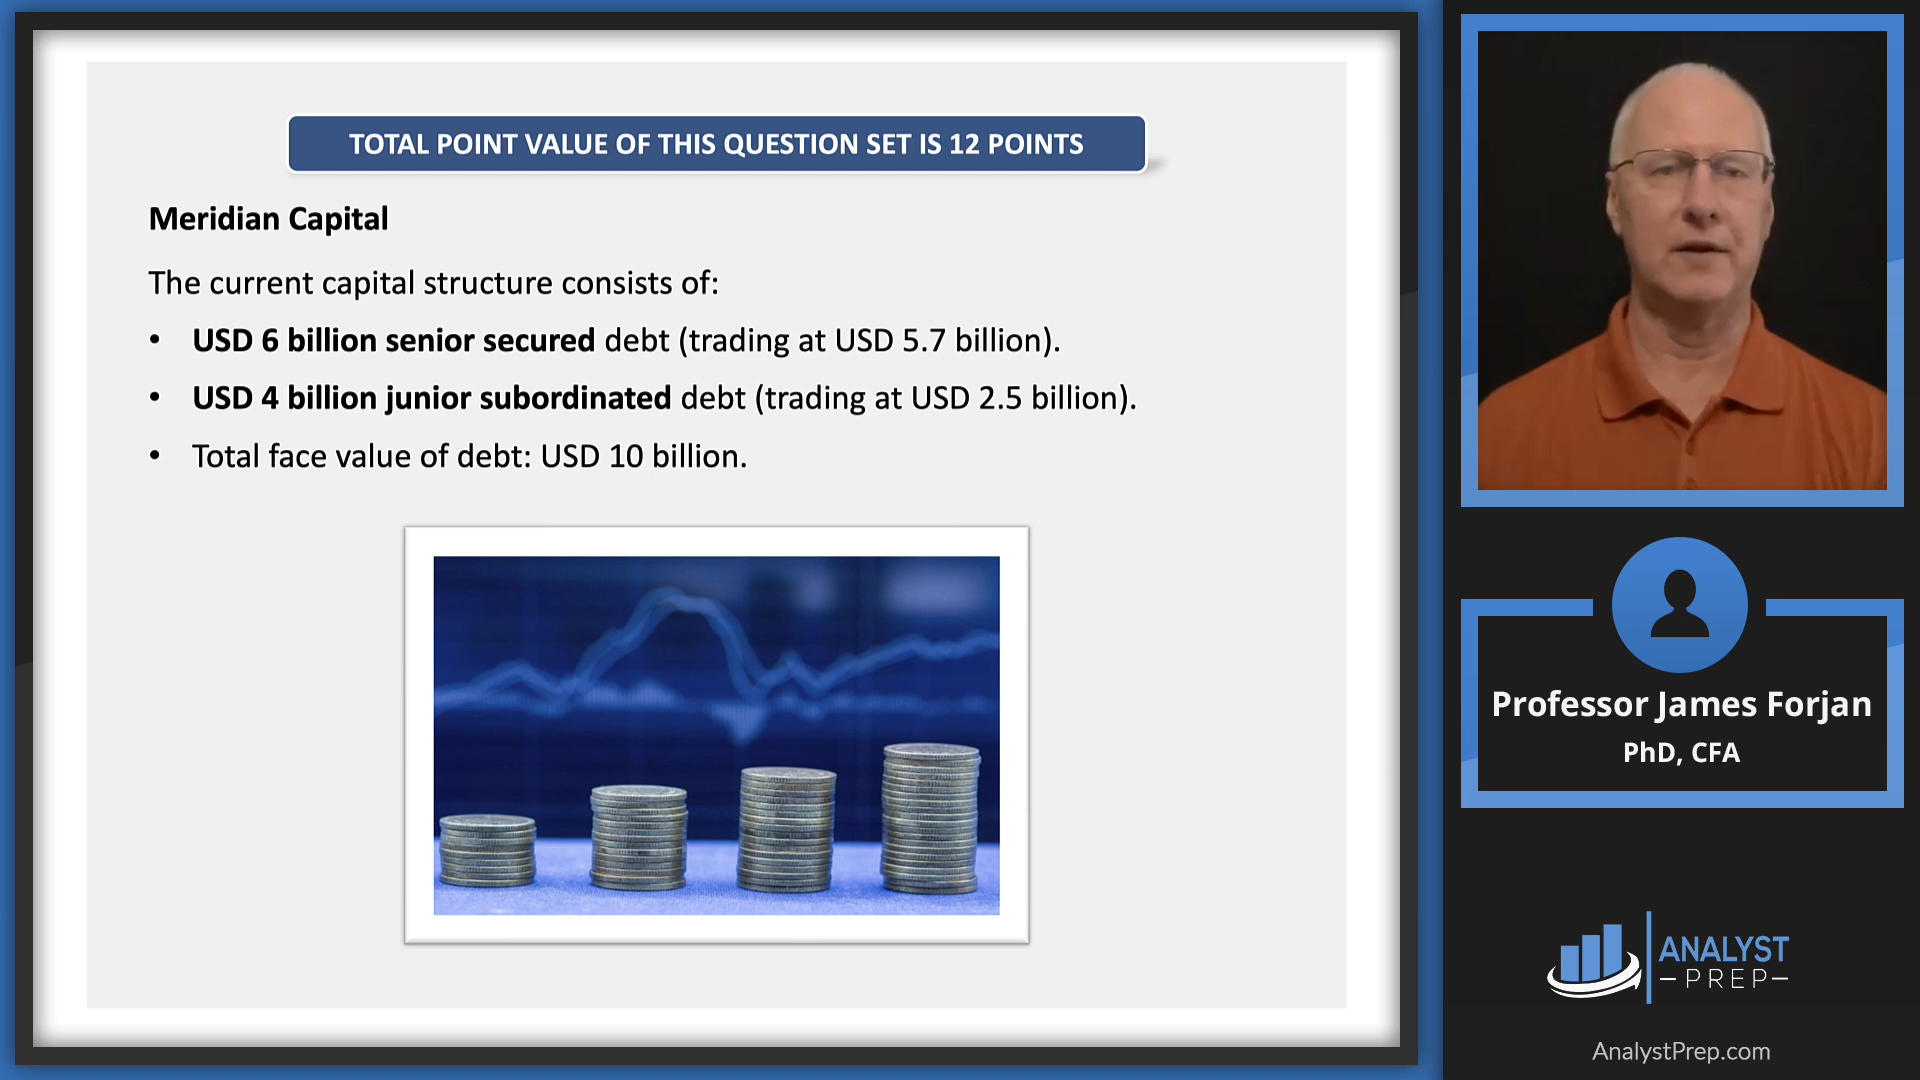 TOTAL POINT VALUE OF THIS QUESTION SET IS 12 POINTS
Meridian Capital
The current capital structure consists of:
• USD 6 billion senior secured debt (trading at USD 5.7 billion).
• USD 4 billion junior subordinated debt (trading at USD 2.5 billion).
• Total face value of debt: USD 10 billion.
Professor James Forjan
PhD, CFA
ANALYST
PREP
AnalystPrep.com